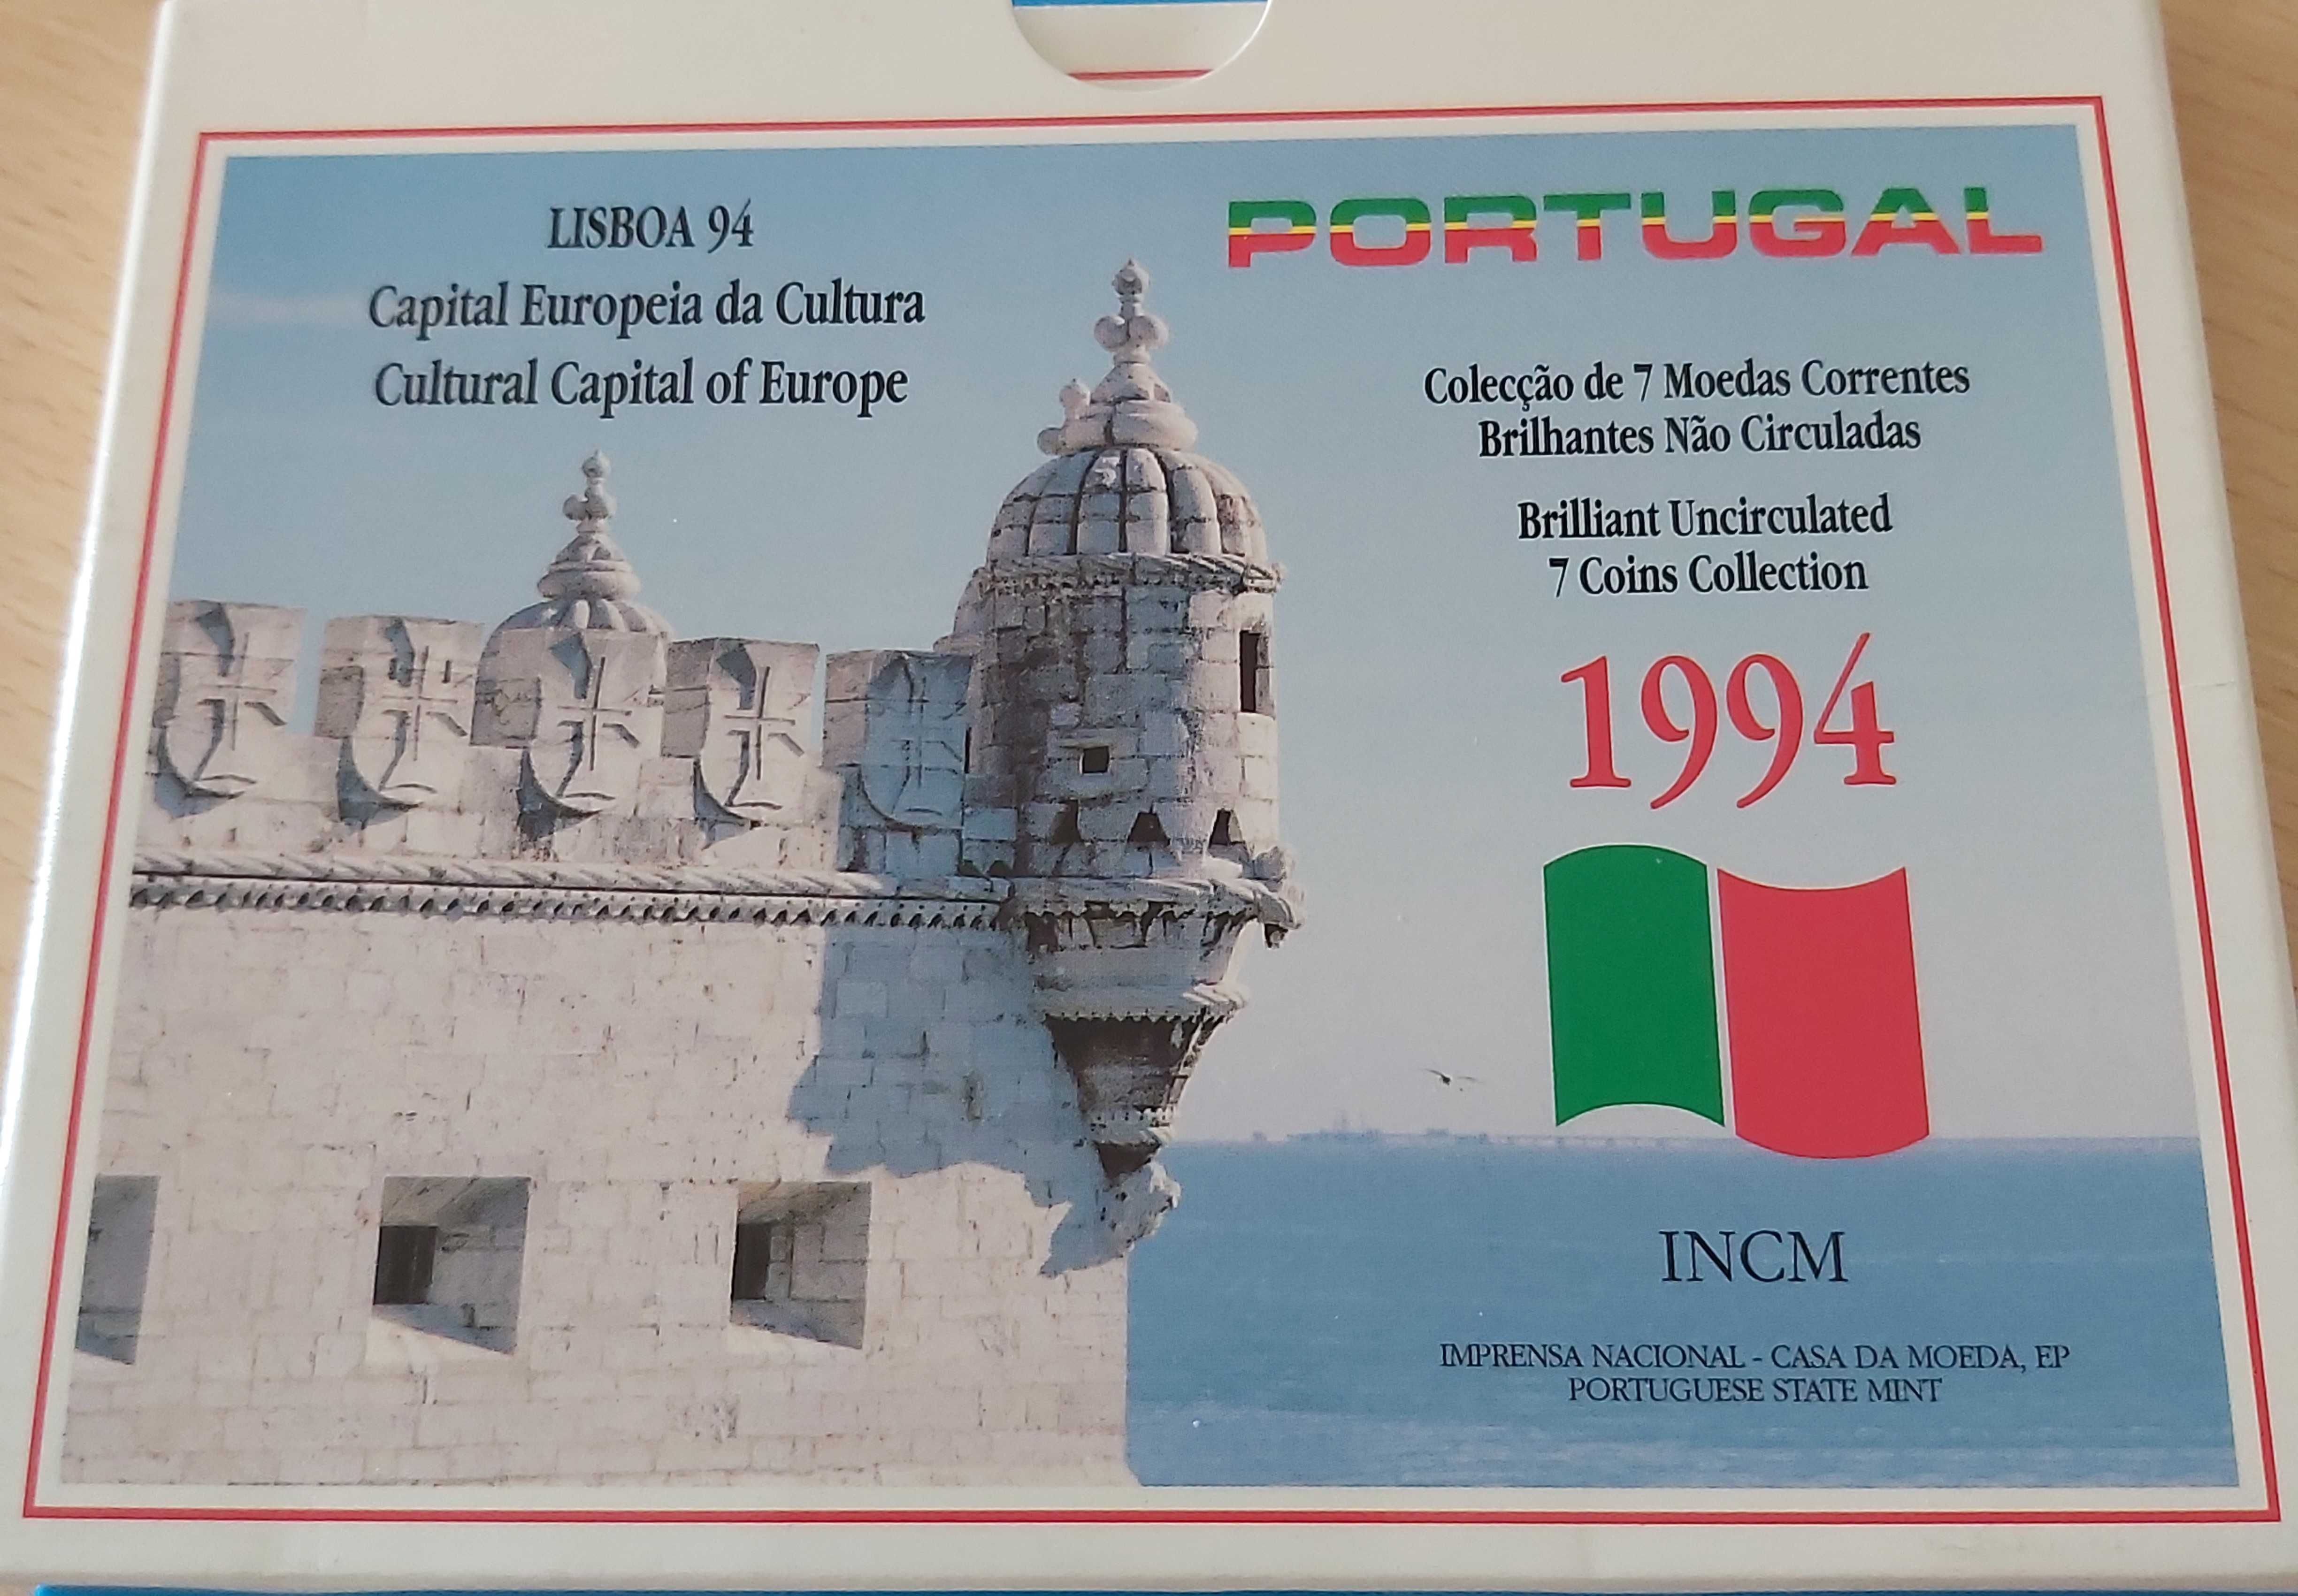 LISBOA 94
Capital Europeia da Cultura
Cultural Capital of Europe
PORTUGAL
Colecção de 7 Moedas Correntes
Brilhantes Não Circuladas
Brilliant Uncirculated
7 Coins Collection
1994
INCM
IMPRENSA NACIONAL - CASA DA MOEDA, EP
PORTUGUESE STATE MINT